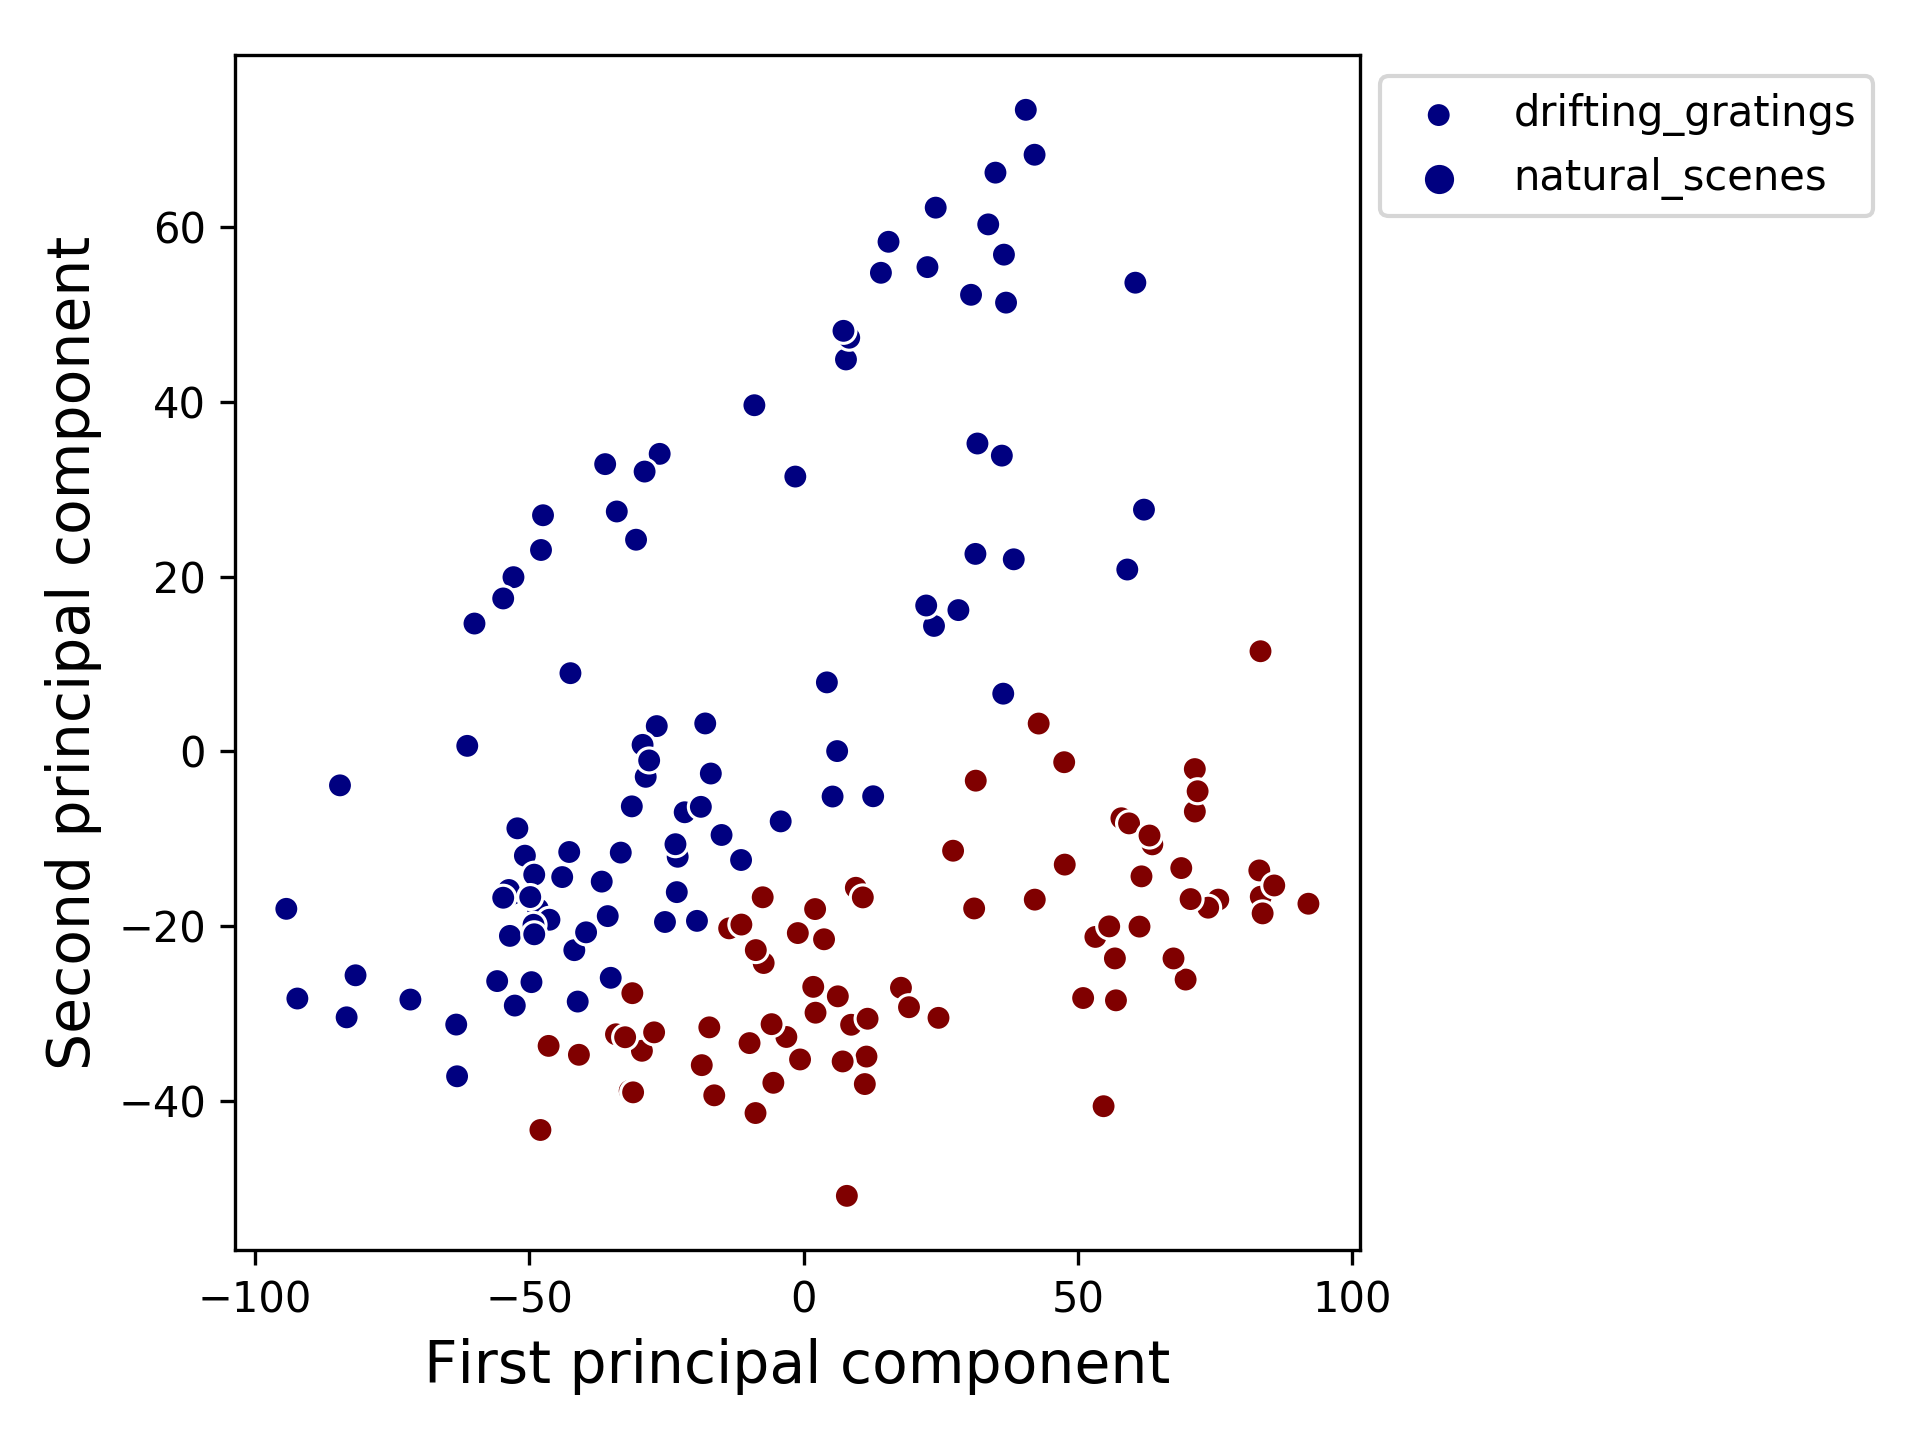 drifting_gratings
natural_scenes
60
40
20
0
−20
−40
Second principal component
−100
−50
0
50
100
First principal component